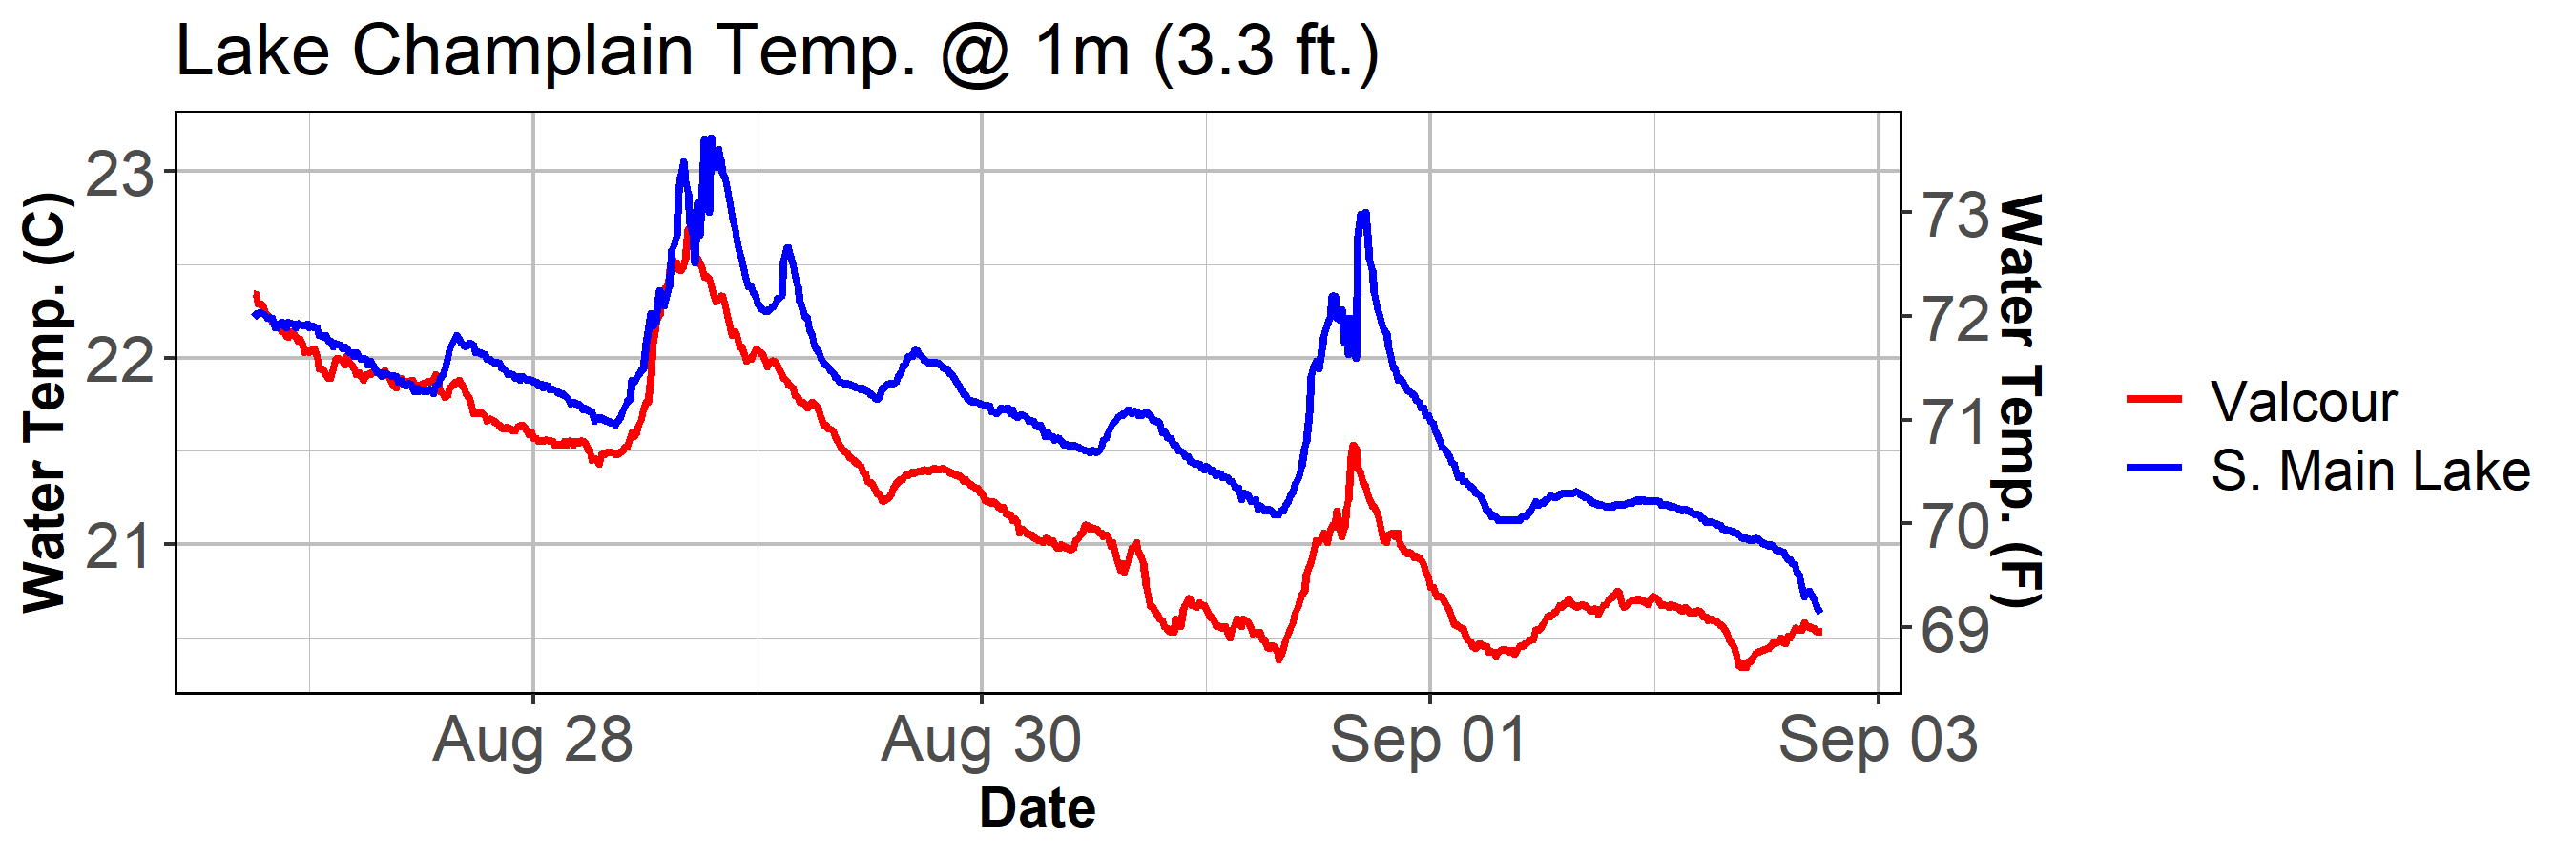 Lake Champlain Temp. @ 1m (3.3 ft.)
Water Temp. (C)
23
22
21
73
72
71
70
69
Water Temp. (F)
Aug 28
Aug 30
Sep 01
Sep 03
Date
Valcour
S. Main Lake